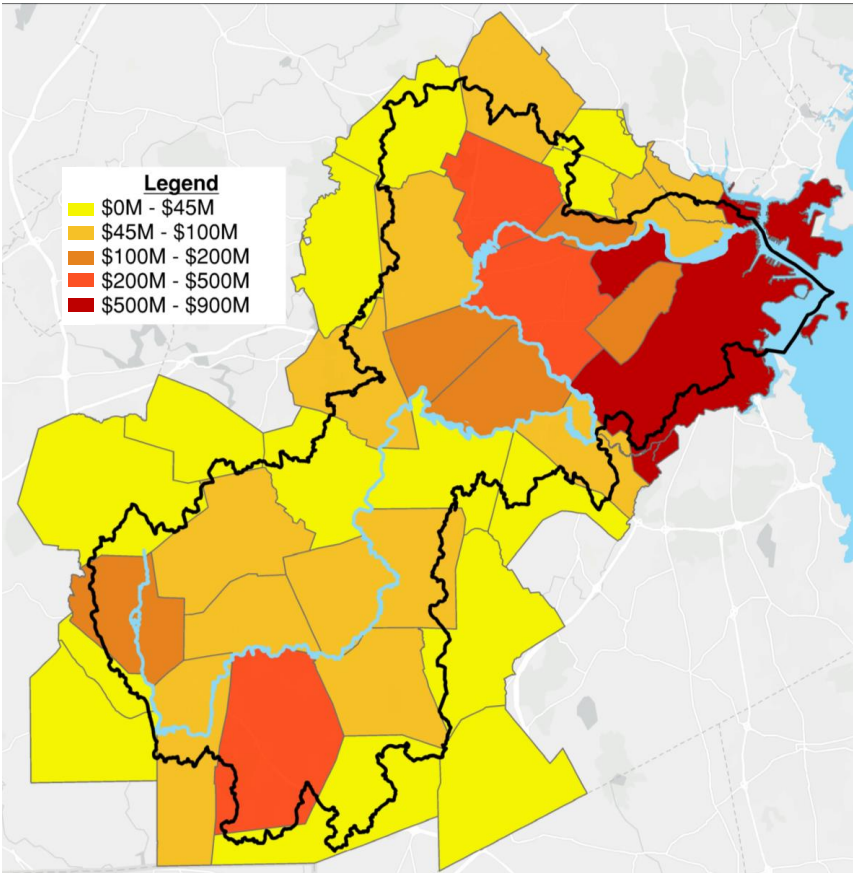 Legend
$0M - $45M
$45M - $100M
$100M - $200M
$200M - $500M
$500M - $900M